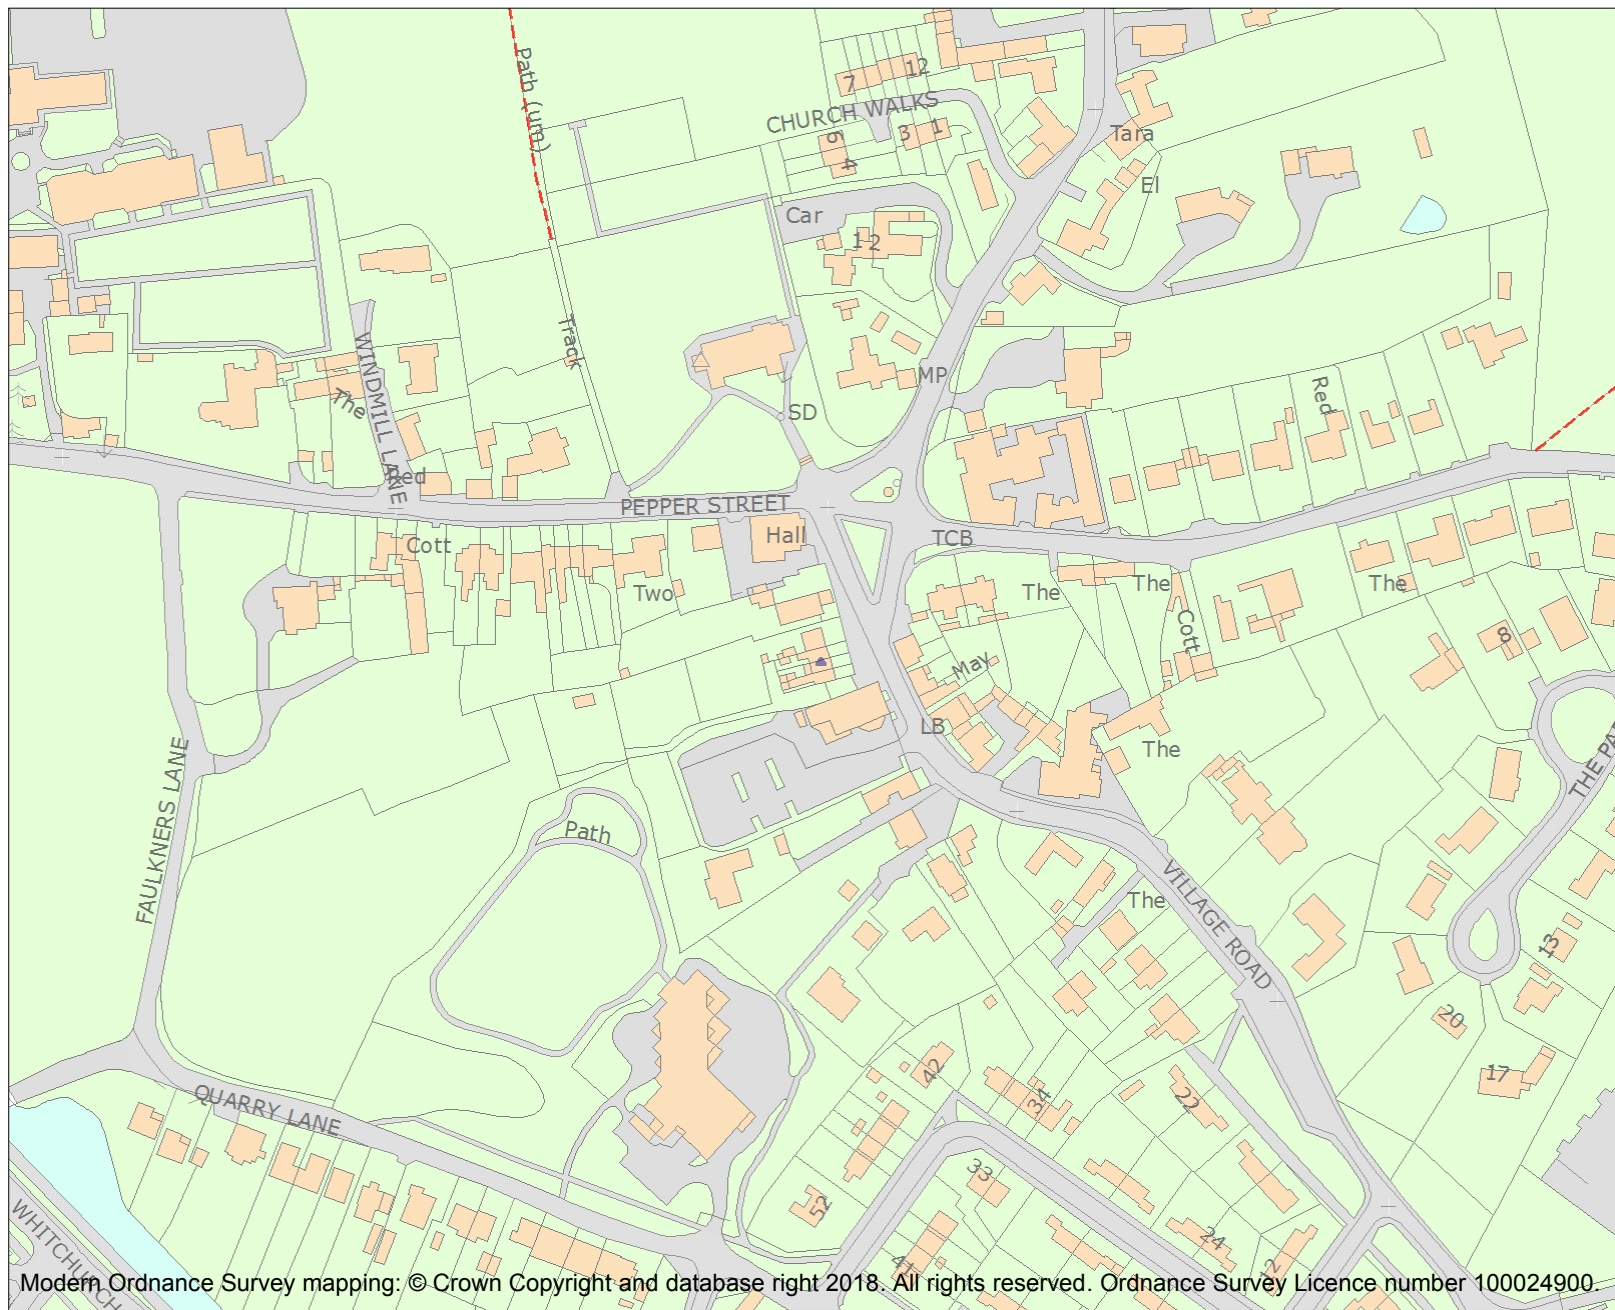 Path (um)
7
12
CHURCH WALKS
6
4
3
1
Tara
El
Car
1
2
Track
WINDMILL LANE
The
MP
SD
Red
Red
PEPPER STREET
Hall
TCB
Cott
Two
The
The
The
Cott
8
May
LB
The
FAULKNERS LANE
THE PA
Path
VILLAGE ROAD
The
13
20
17
QUARRY LANE
42
34
22
33
52
24
41
12
WHITCHURCH
Modern Ordnance Survey mapping: © Crown Copyright and database right 2018. All rights reserved. Ordnance Survey Licence number 100024900.